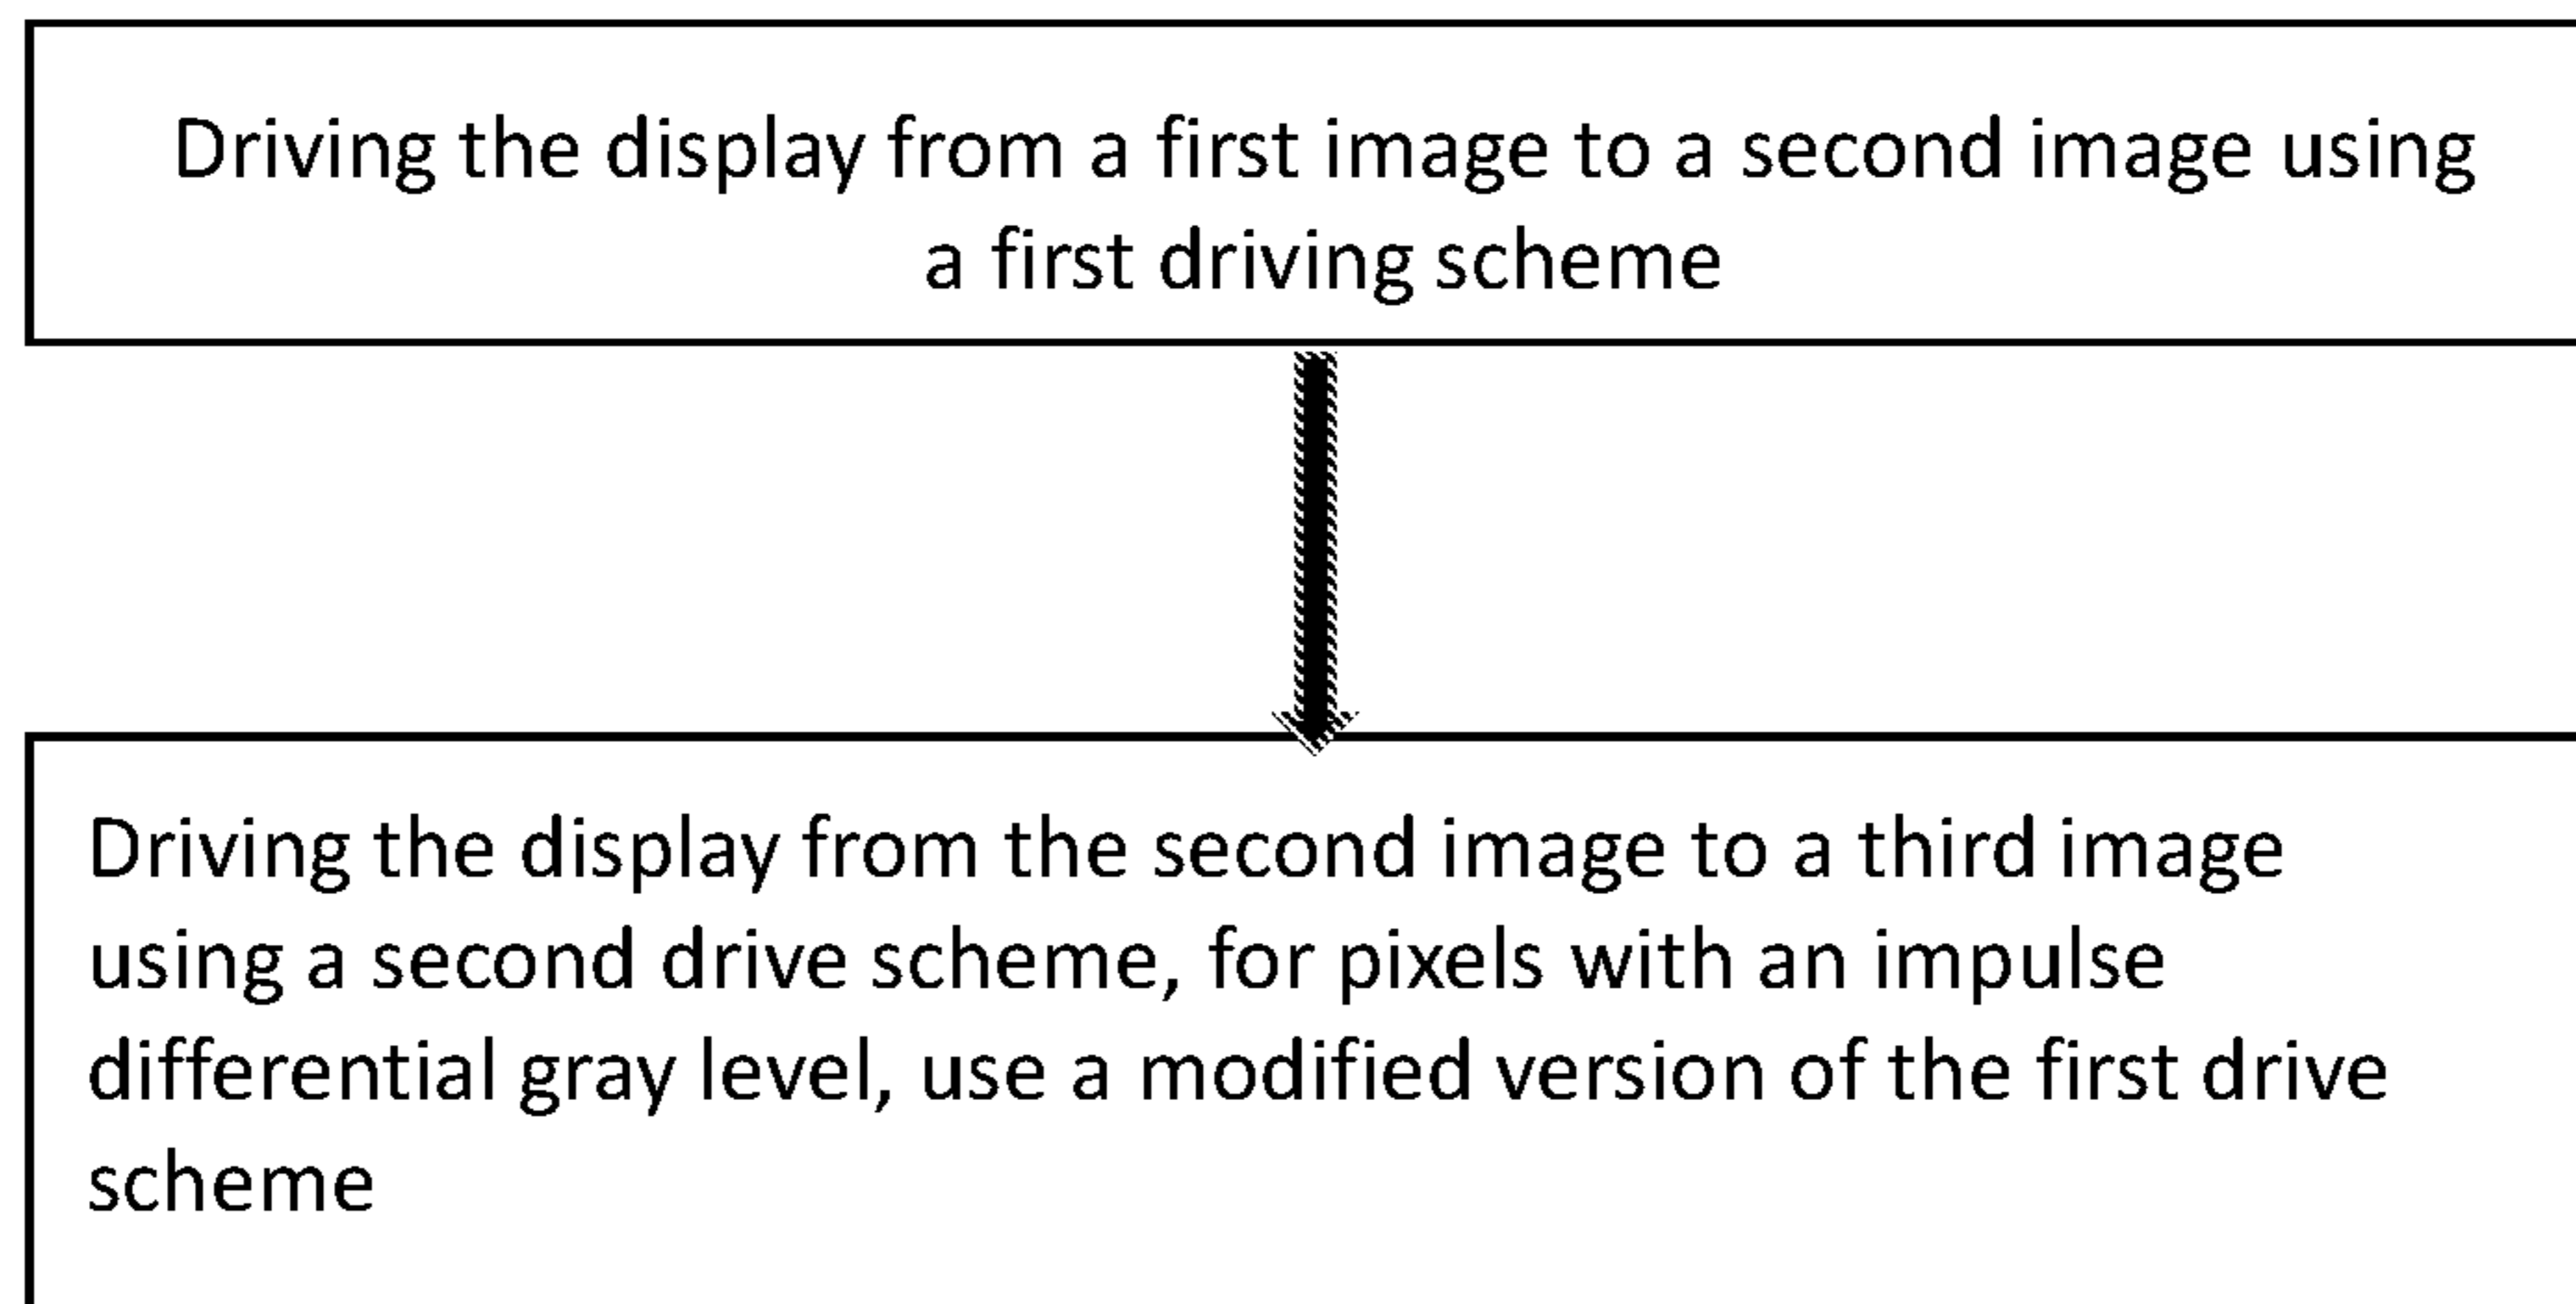 Driving the display from a first image to a second image using
a first driving scheme
Driving the display from the second image to a third image
using a second drive scheme, for pixels with an impulse
differential gray level, use a modified version of the first drive
scheme